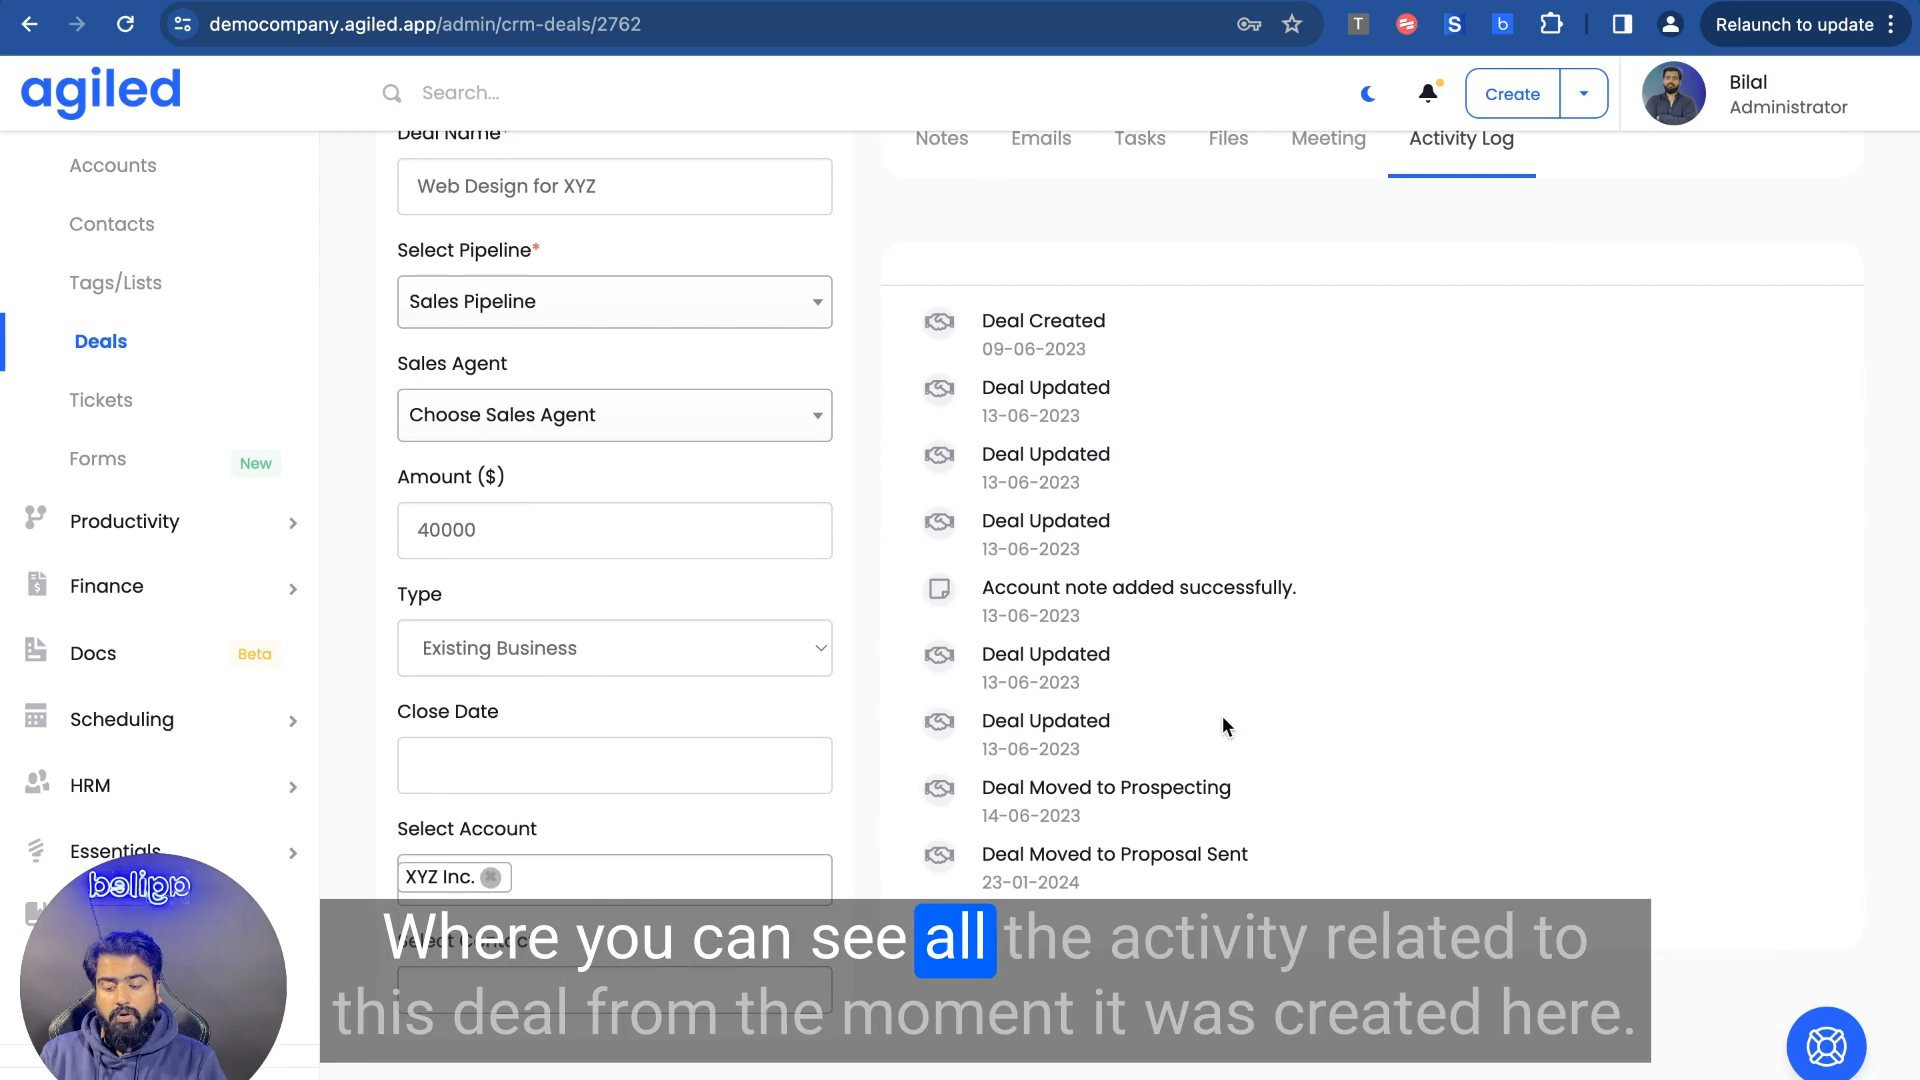 democompany.agiled.app/admin/crm-deals/2762
T
S
b
Relaunch to update
agiled
Search...
Create
Bilal
Administrator
Accounts
Contacts
Tags/Lists
Deals
Tickets
Forms
New
Productivity
Finance
Docs
Beta
Scheduling
HRM
Essentials
agiled
Deal Name*
Web Design for XYZ
Select Pipeline*
Sales Pipeline
Sales Agent
Choose Sales Agent
Amount ($)
40000
Type
Existing Business
Close Date
Select Account
XYZ Inc.
Select Contact
Notes
Emails
Tasks
Files
Meeting
Activity Log
Deal Created
09-06-2023
Deal Updated
13-06-2023
Deal Updated
13-06-2023
Deal Updated
13-06-2023
Account note added successfully.
13-06-2023
Deal Updated
13-06-2023
Deal Updated
13-06-2023
Deal Moved to Prospecting
14-06-2023
Deal Moved to Proposal Sent
23-01-2024
Where you can see all the activity related to
this deal from the moment it was created here.